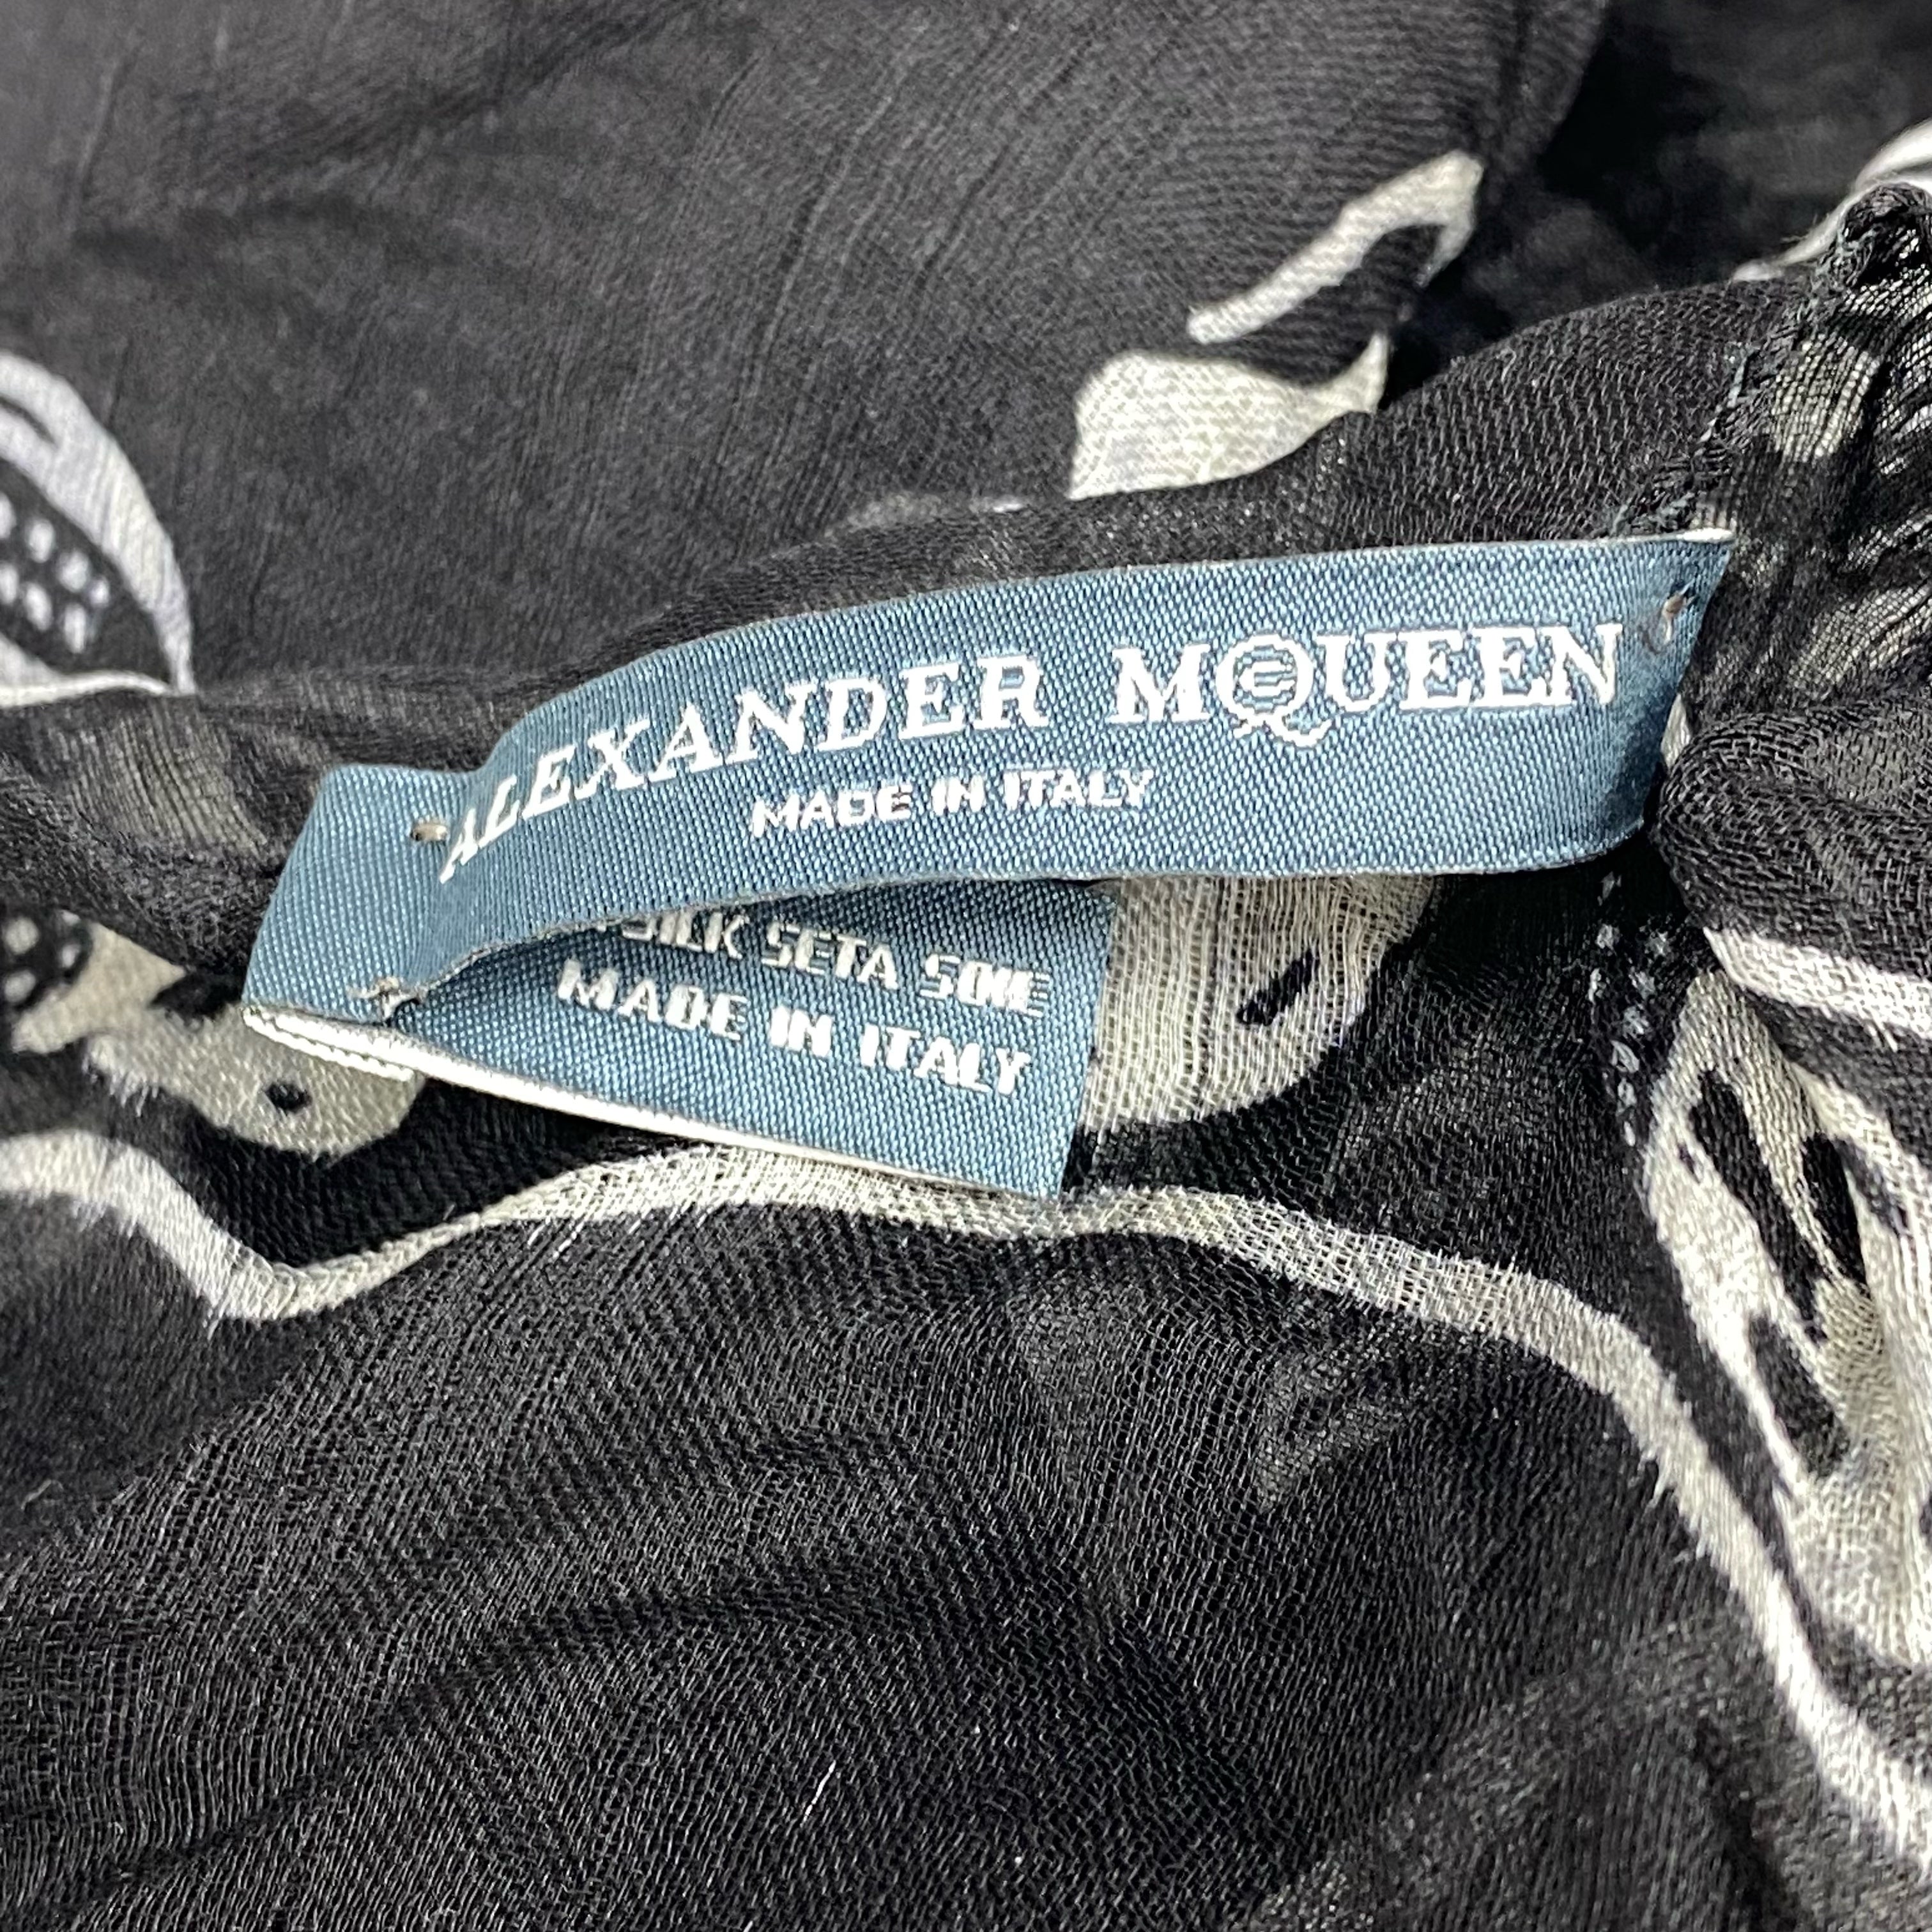 ALEXANDER MQUEEN
MADE IN ITALY
SILK SETA SOIE
MADE IN ITALY